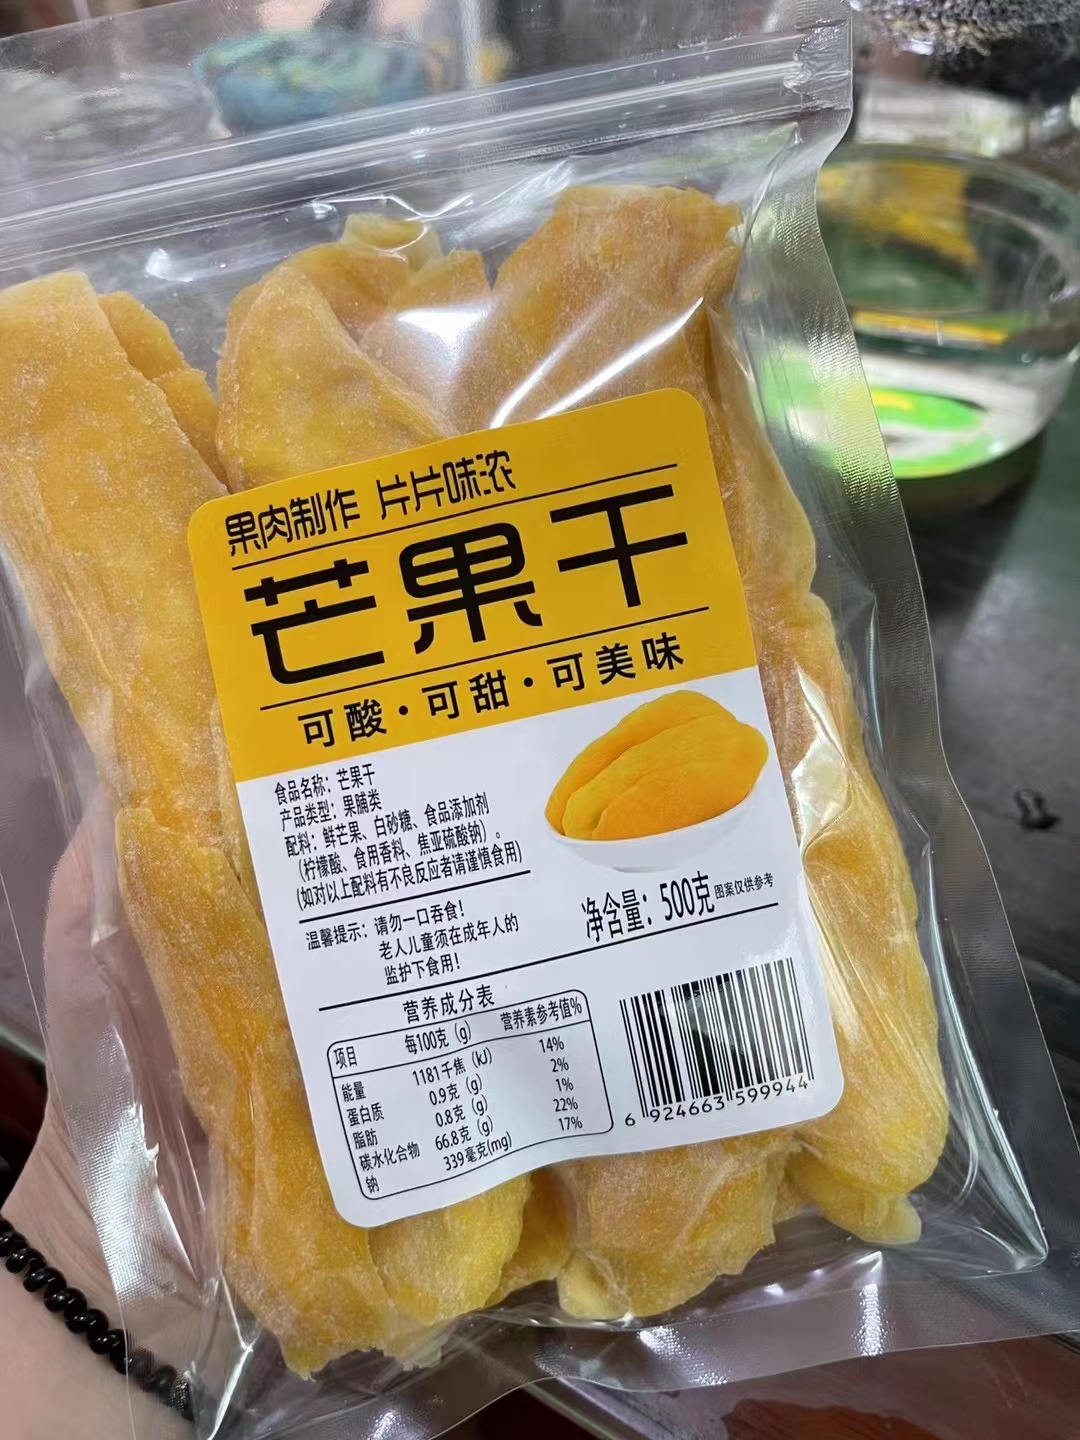 果肉制作 片片味浓
芒果干
可酸·可甜·可美味
食品名称：芒果干
产品类型：果脯类
配料：鲜芒果、白砂糖、食品添加剂
（柠檬酸、食用香料、焦亚硫酸钠）。
(如对以上配料有不良反应者请谨慎食用)
温馨提示：请勿一口吞食！
老人儿童须在成年人的
监护下食用！
净含量：500克
图案仅供参考
营养成分表
项目 每100克（g） 营养素参考值%
能量 1181千焦（kJ） 14%
蛋白质 0.9克（g） 2%
脂肪 0.8克（g） 1%
碳水化合物 66.8克（g） 22%
钠 339毫克(mg) 17%
6 924663 599944